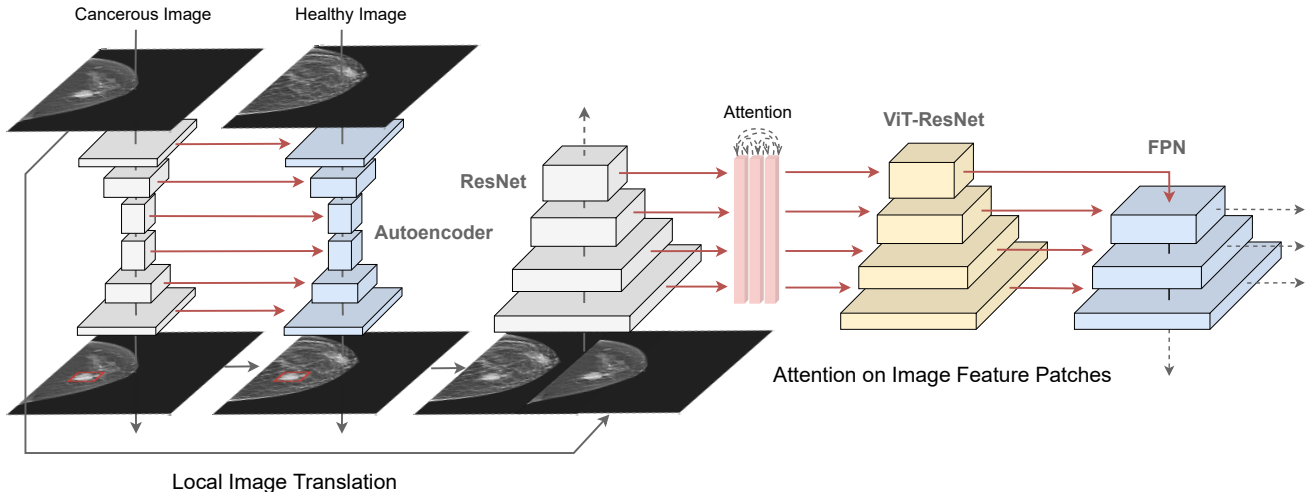 Cancerous Image
Healthy Image
Attention
ViT-ResNet
FPN
ResNet
Autoencoder
Attention on Image Feature Patches
Local Image Translation